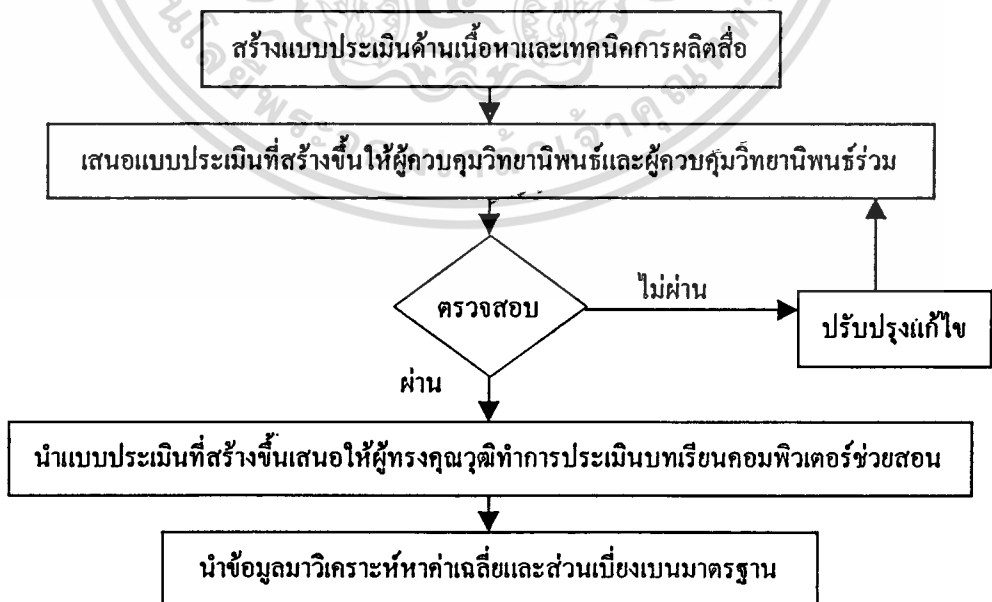 สร้างแบบประเมินด้านเนื้อหาและเทคนิคการผลิตสื่อ
เสนอแบบประเมินที่สร้างขึ้นให้ผู้ควบคุมวิทยานิพนธ์และผู้ควบคุมวิทยานิพนธ์ร่วม
ตรวจสอบ
ไม่ผ่าน
ปรับปรุงแก้ไข
ผ่าน
นำแบบประเมินที่สร้างขึ้นเสนอให้ผู้ทรงคุณวุฒิทำการประเมินบทเรียนคอมพิวเตอร์ช่วยสอน
นำข้อมูลมาวิเคราะห์หาค่าเฉลี่ยและส่วนเบี่ยงเบนมาตรฐาน